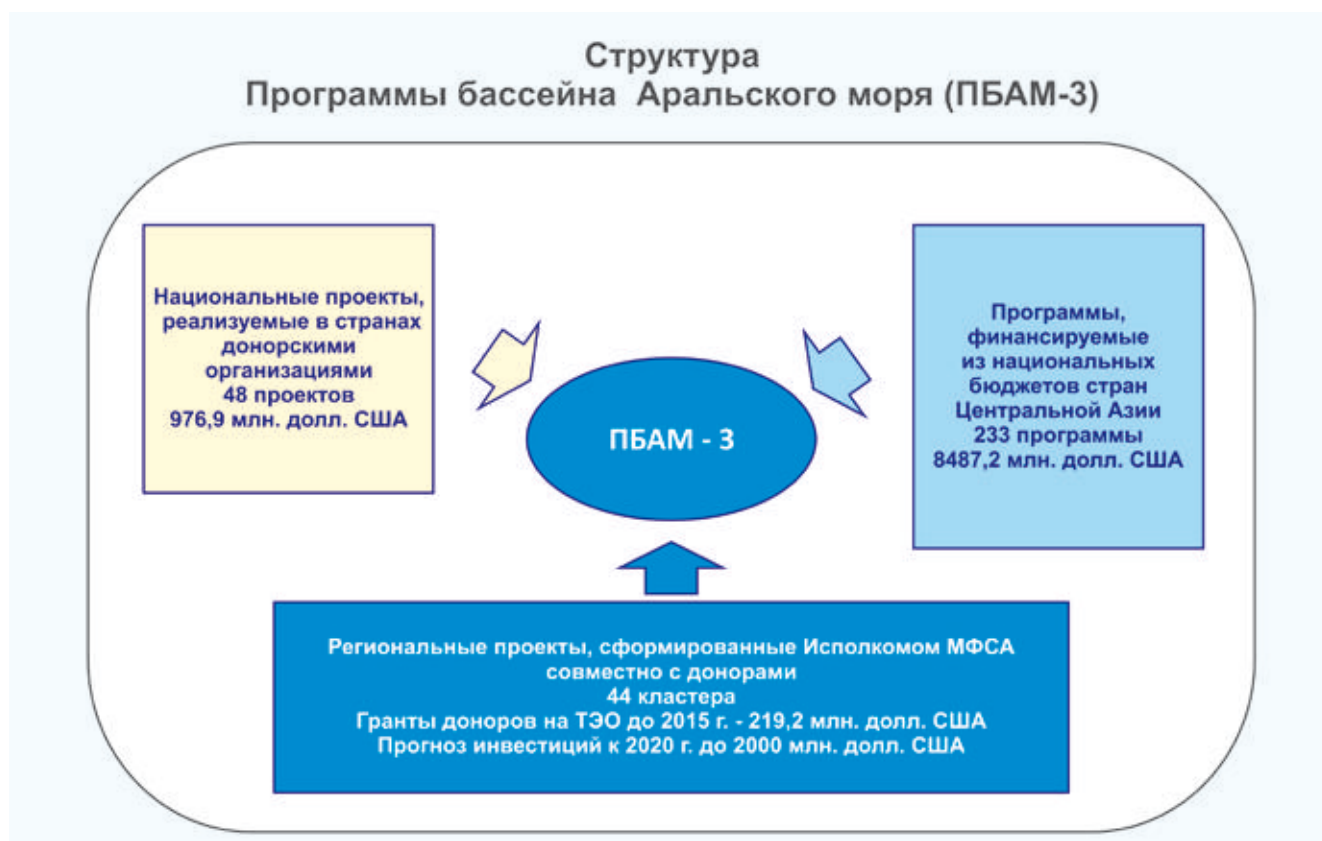 Структура
Программы бассейна Аральского моря (ПБАМ-3)
Национальные проекты,
реализуемые в странах
донорскими
организациями
48 проектов
976,9 млн. долл. США
Программы,
финансируемые
из национальных
бюджетов стран
Центральной Азии
233 программы
8487,2 млн. долл. США
ПБАМ - 3
Региональные проекты, сформированные Исполкомом МФСА
совместно с донорами
44 кластера
Гранты доноров на ТЭО до 2015 г. - 219,2 млн. долл. США
Прогноз инвестиций к 2020 г. до 2000 млн. долл. США